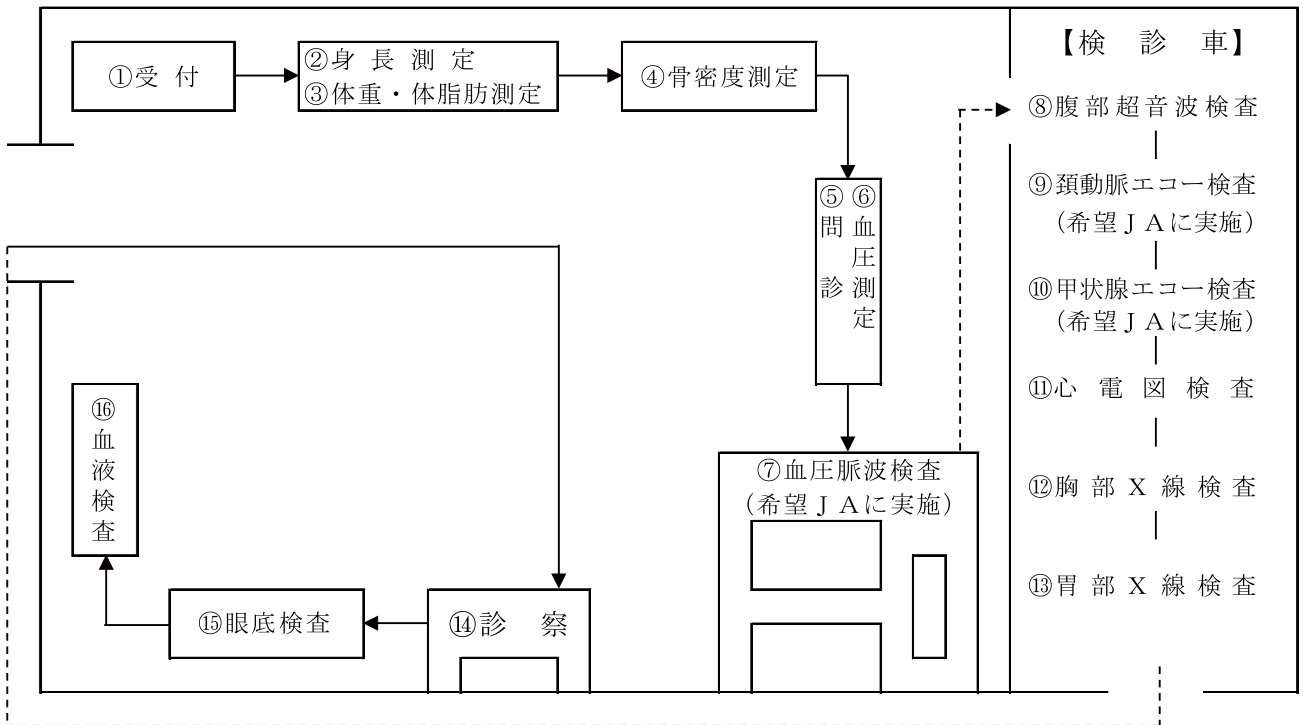 ①受 付
②身 長 測 定
③体重・体脂肪測定
④骨密度測定
⑤問 診
⑥血圧測定
⑦血圧脈波検査
(希望ＪＡに実施)
【検 診 車】
⑧腹部超音波検査
⑨頚動脈エコー検査
(希望ＪＡに実施)
⑩甲状腺エコー検査
(希望ＪＡに実施)
⑪心 電 図 検 査
⑫胸 部 Ｘ 線 検 査
⑬胃 部 Ｘ 線 検 査
⑭診 察
⑮眼底検査
⑯血液検査